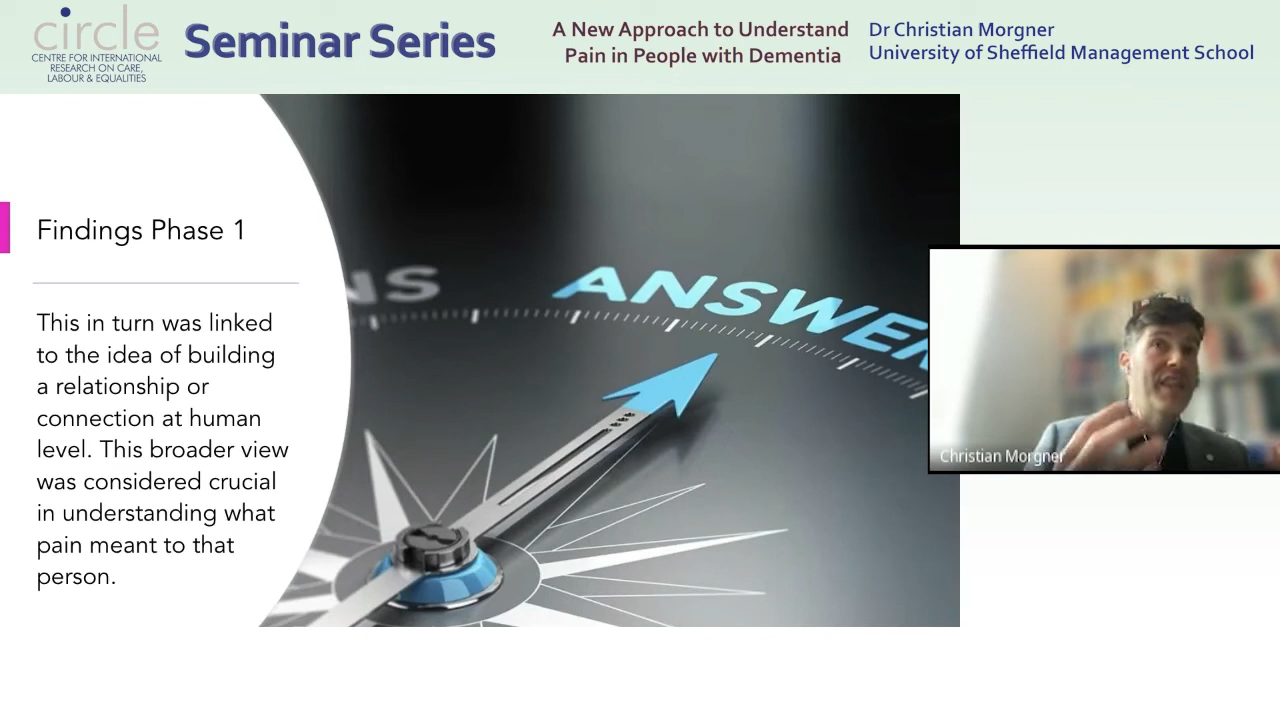 circle
CENTRE FOR INTERNATIONAL
RESEARCH ON CARE,
LABOUR & EQUALITIES
Seminar Series
A New Approach to Understand
Pain in People with Dementia
Dr Christian Morgner
University of Sheffield Management School
Findings Phase 1
This in turn was linked
to the idea of building
a relationship or
connection at human
level. This broader view
was considered crucial
in understanding what
pain meant to that
person.
NS
ANSWER
Christian Morgner